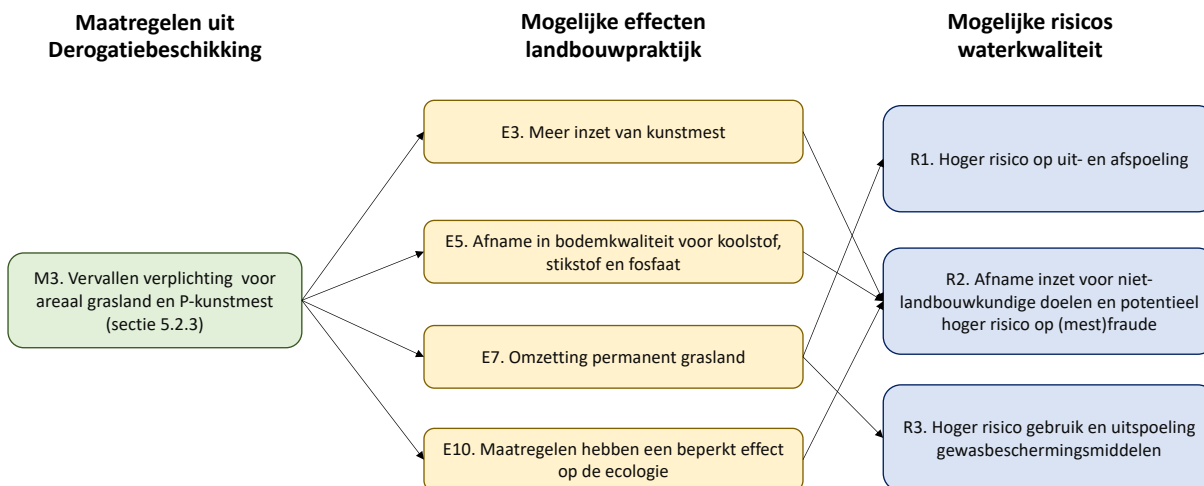 Maatregelen uit
Derogatiebeschikking
Mogelijke effecten
landbouwpraktijk
Mogelijke risicos
waterkwaliteit
M3. Vervallen verplichting voor
areaal grasland en P-kunstmest
(sectie 5.2.3)
E3. Meer inzet van kunstmest
E5. Afname in bodemkwaliteit voor koolstof,
stikstof en fosfaat
E7. Omzetting permanent grasland
E10. Maatregelen hebben een beperkt effect
op de ecologie
R1. Hoger risico op uit- en afspoeling
R2. Afname inzet voor niet-
landbouwkundige doelen en potentieel
hoger risico op (mest)fraude
R3. Hoger risico gebruik en uitspoeling
gewasbeschermingsmiddelen